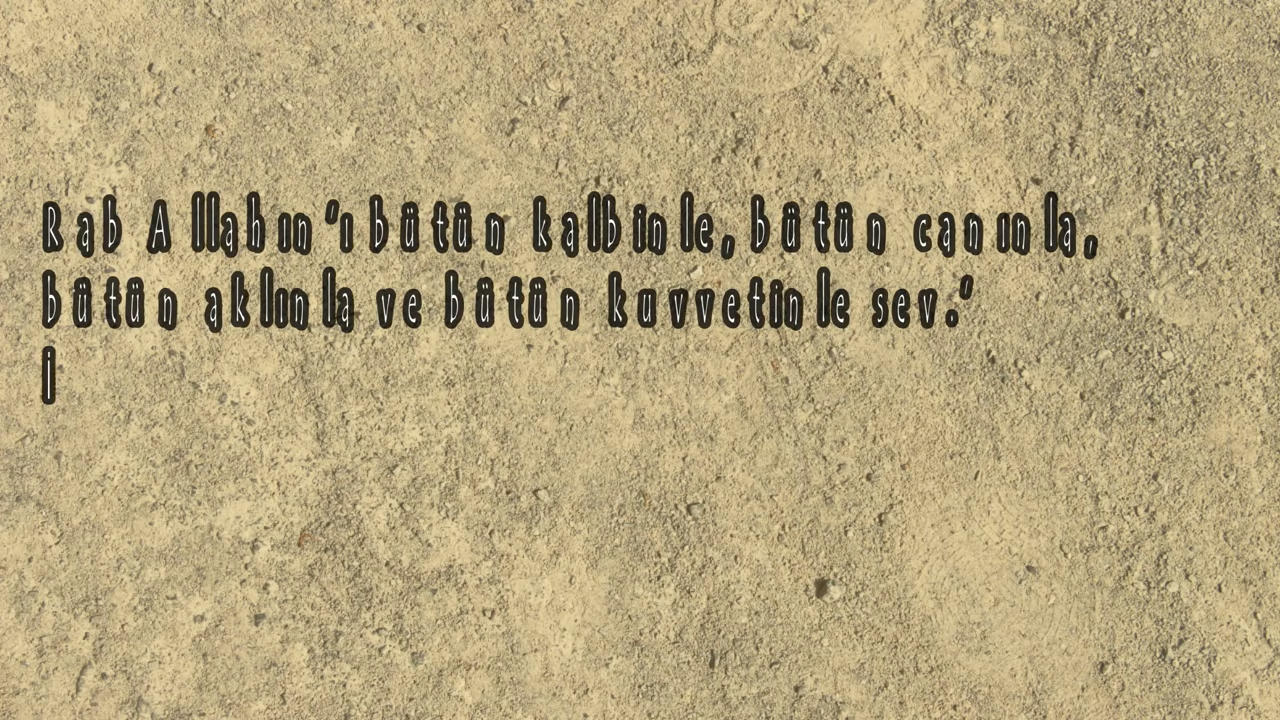 Rab Allahın'ı bütün kalbinle, bütün canınla,
bütün aklınla ve bütün kuvvetinle sev.'
İ